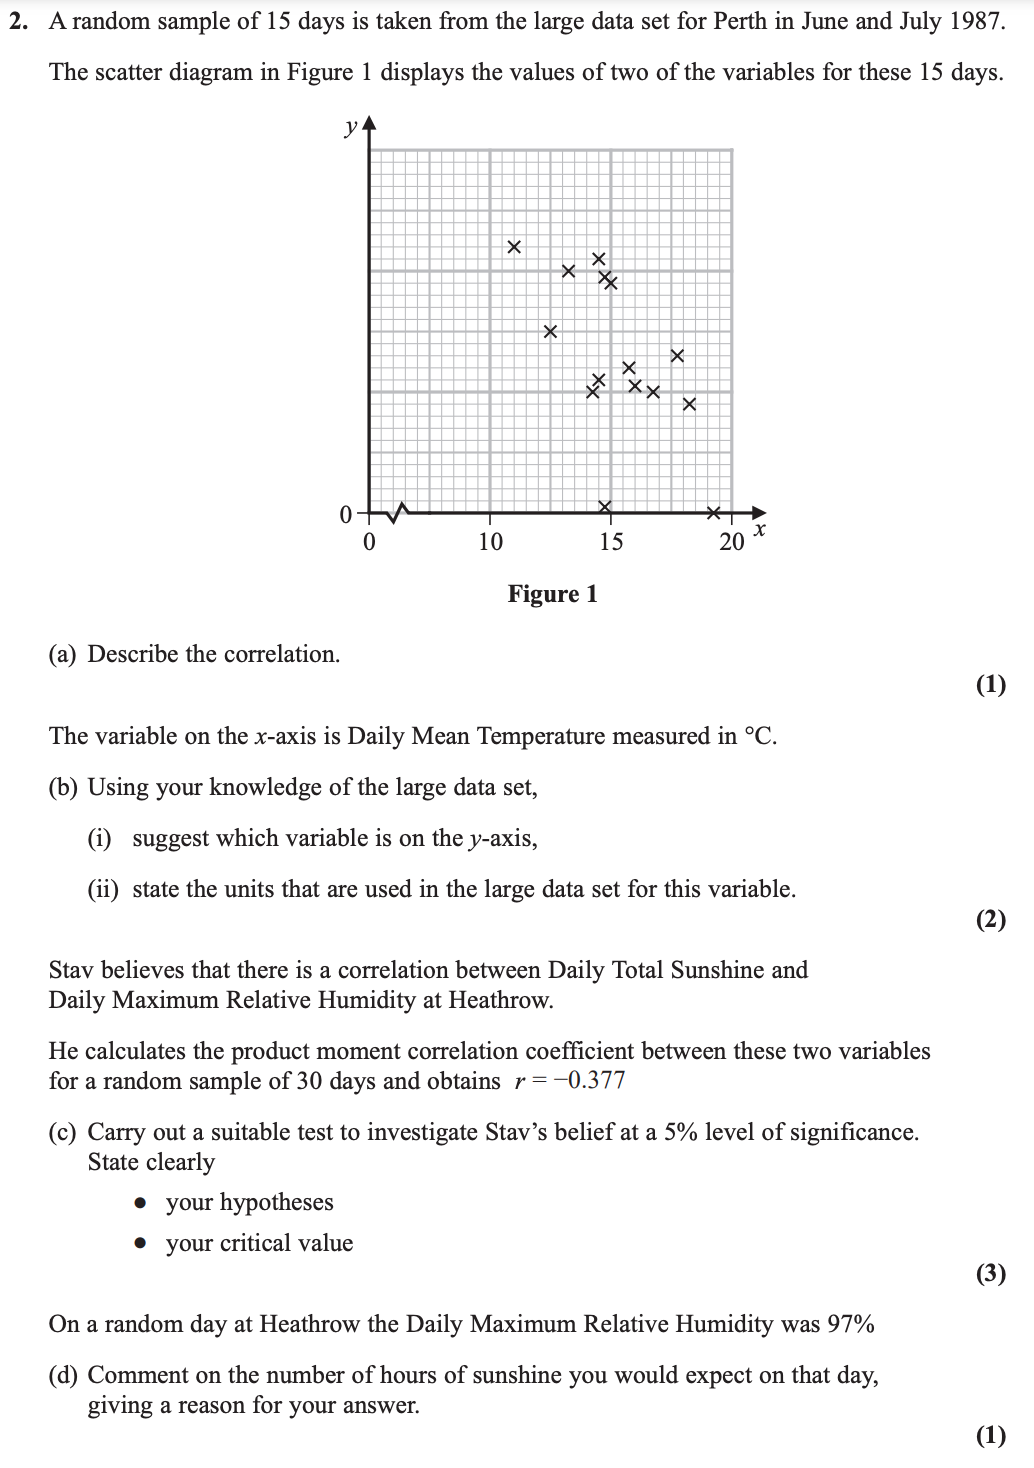 2. A random sample of 15 days is taken from the large data set for Perth in June and July 1987.
The scatter diagram in Figure 1 displays the values of two of the variables for these 15 days.
y
0
0 10 15 20 x
Figure 1
(a) Describe the correlation.
(1)
The variable on the x-axis is Daily Mean Temperature measured in °C.
(b) Using your knowledge of the large data set,
(i) suggest which variable is on the y-axis,
(ii) state the units that are used in the large data set for this variable.
(2)
Stav believes that there is a correlation between Daily Total Sunshine and
Daily Maximum Relative Humidity at Heathrow.
He calculates the product moment correlation coefficient between these two variables
for a random sample of 30 days and obtains r = −0.377
(c) Carry out a suitable test to investigate Stav's belief at a 5% level of significance.
State clearly
● your hypotheses
● your critical value
(3)
On a random day at Heathrow the Daily Maximum Relative Humidity was 97%
(d) Comment on the number of hours of sunshine you would expect on that day,
giving a reason for your answer.
(1)